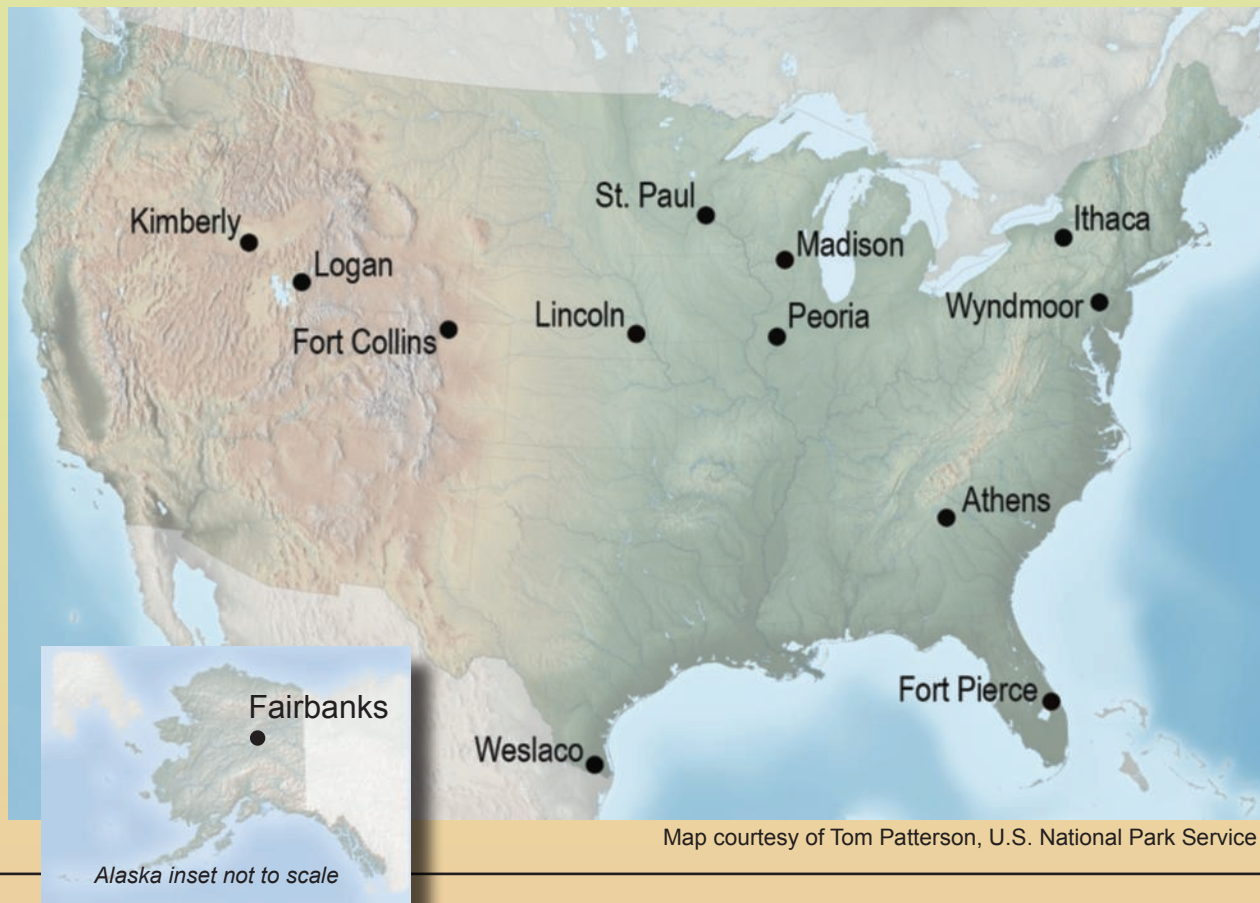 St. Paul
Kimberly
Ithaca
Madison
Logan
Wyndmoor
Lincoln
Peoria
Fort Collins
Athens
Fort Pierce
Fairbanks
Weslaco
Map courtesy of Tom Patterson, U.S. National Park Service
Alaska inset not to scale